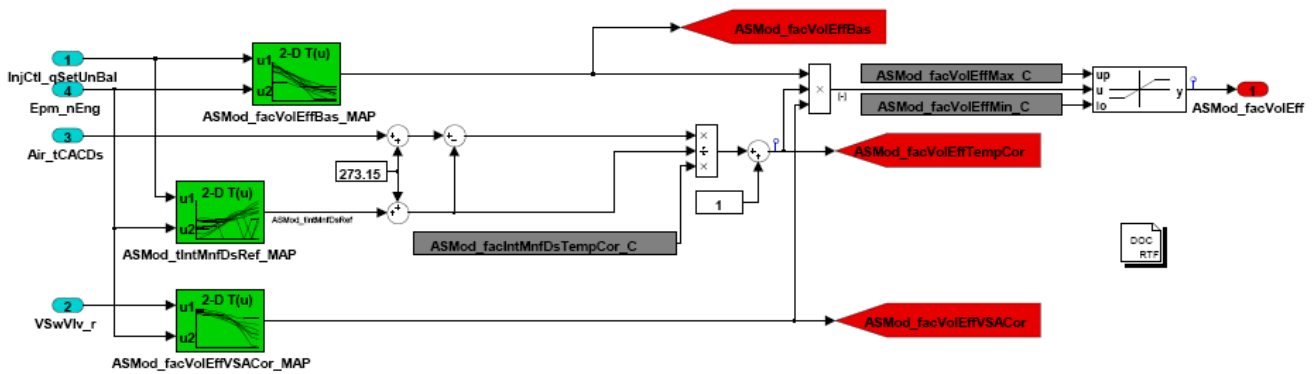 ASMod_facVolEffBas
2-D T(u)
1
u1
InjCtl_qSetUnBal
4
u2
Epm_nEng
ASMod_facVolEffBas_MAP
×
(-)
ASMod_facVolEffMax_C
ASMod_facVolEffMin_C
up
u
y
lo
1
ASMod_facVolEff
3
Air_tCACDs
273.15
×
÷
×
1
ASMod_facVolEffTempCor
2-D T(u)
u1
u2
ASMod_tIntMnfDsRef
ASMod_tIntMnfDsRef_MAP
ASMod_facIntMnfDsTempCor_C
DOC
RTF
2-D T(u)
2
u1
VSwVlv_r
u2
ASMod_facVolEffVSACor
ASMod_facVolEffVSACor_MAP